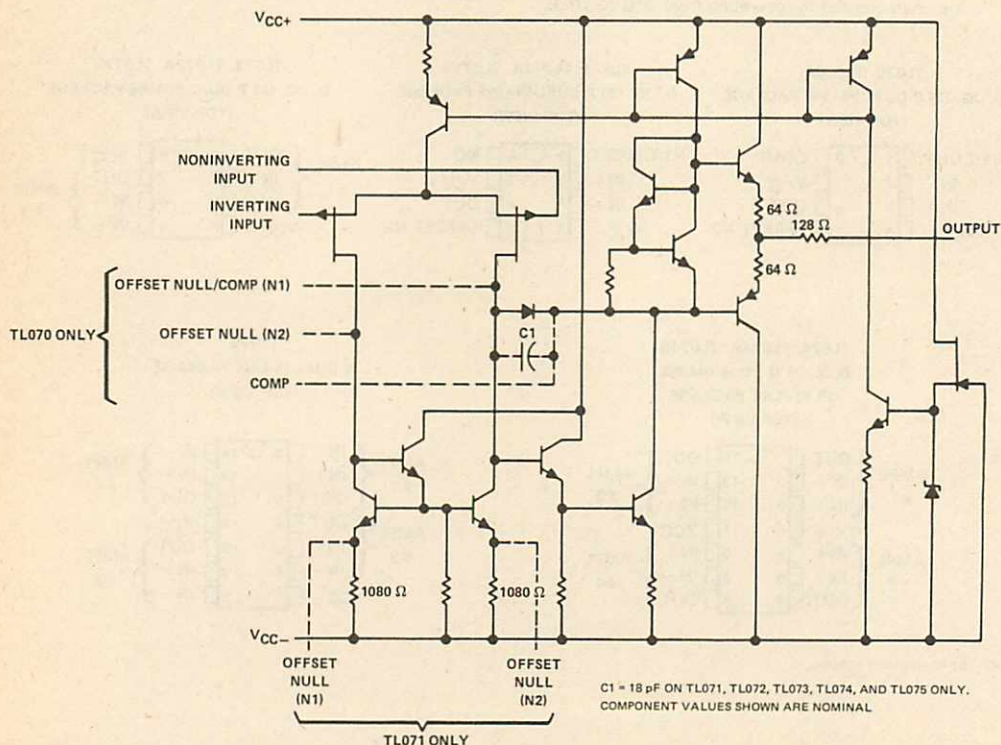 VCC+
NONINVERTING
INPUT
INVERTING
INPUT
OFFSET NULL/COMP (N1)
TL070 ONLY
OFFSET NULL (N2)
C1
COMP
64 Ω
128 Ω
OUTPUT
64 Ω
1080 Ω
1080 Ω
VCC−
OFFSET
NULL
(N1)
OFFSET
NULL
(N2)
TL071 ONLY
C1 = 18 pF ON TL071, TL072, TL073, TL074, AND TL075 ONLY.
COMPONENT VALUES SHOWN ARE NOMINAL